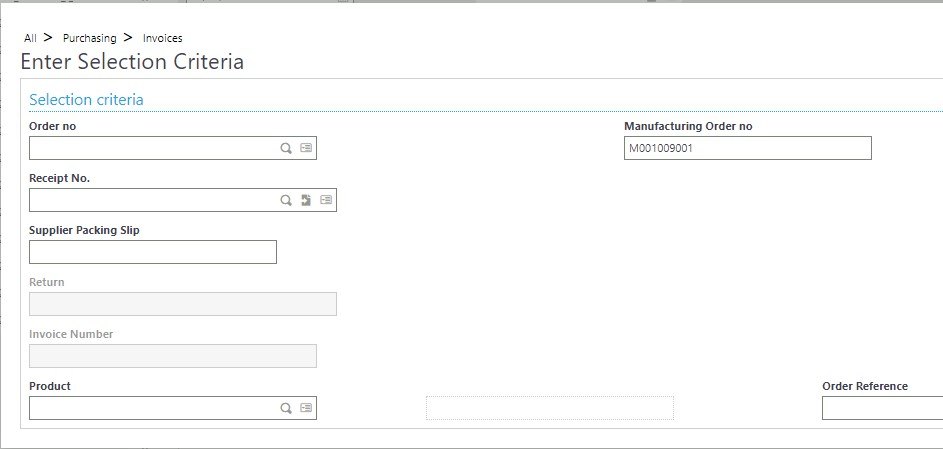 All > Purchasing > Invoices
Enter Selection Criteria
Selection criteria
Order no
Manufacturing Order no
M001009001
Receipt No.
Supplier Packing Slip
Return
Invoice Number
Product
Order Reference